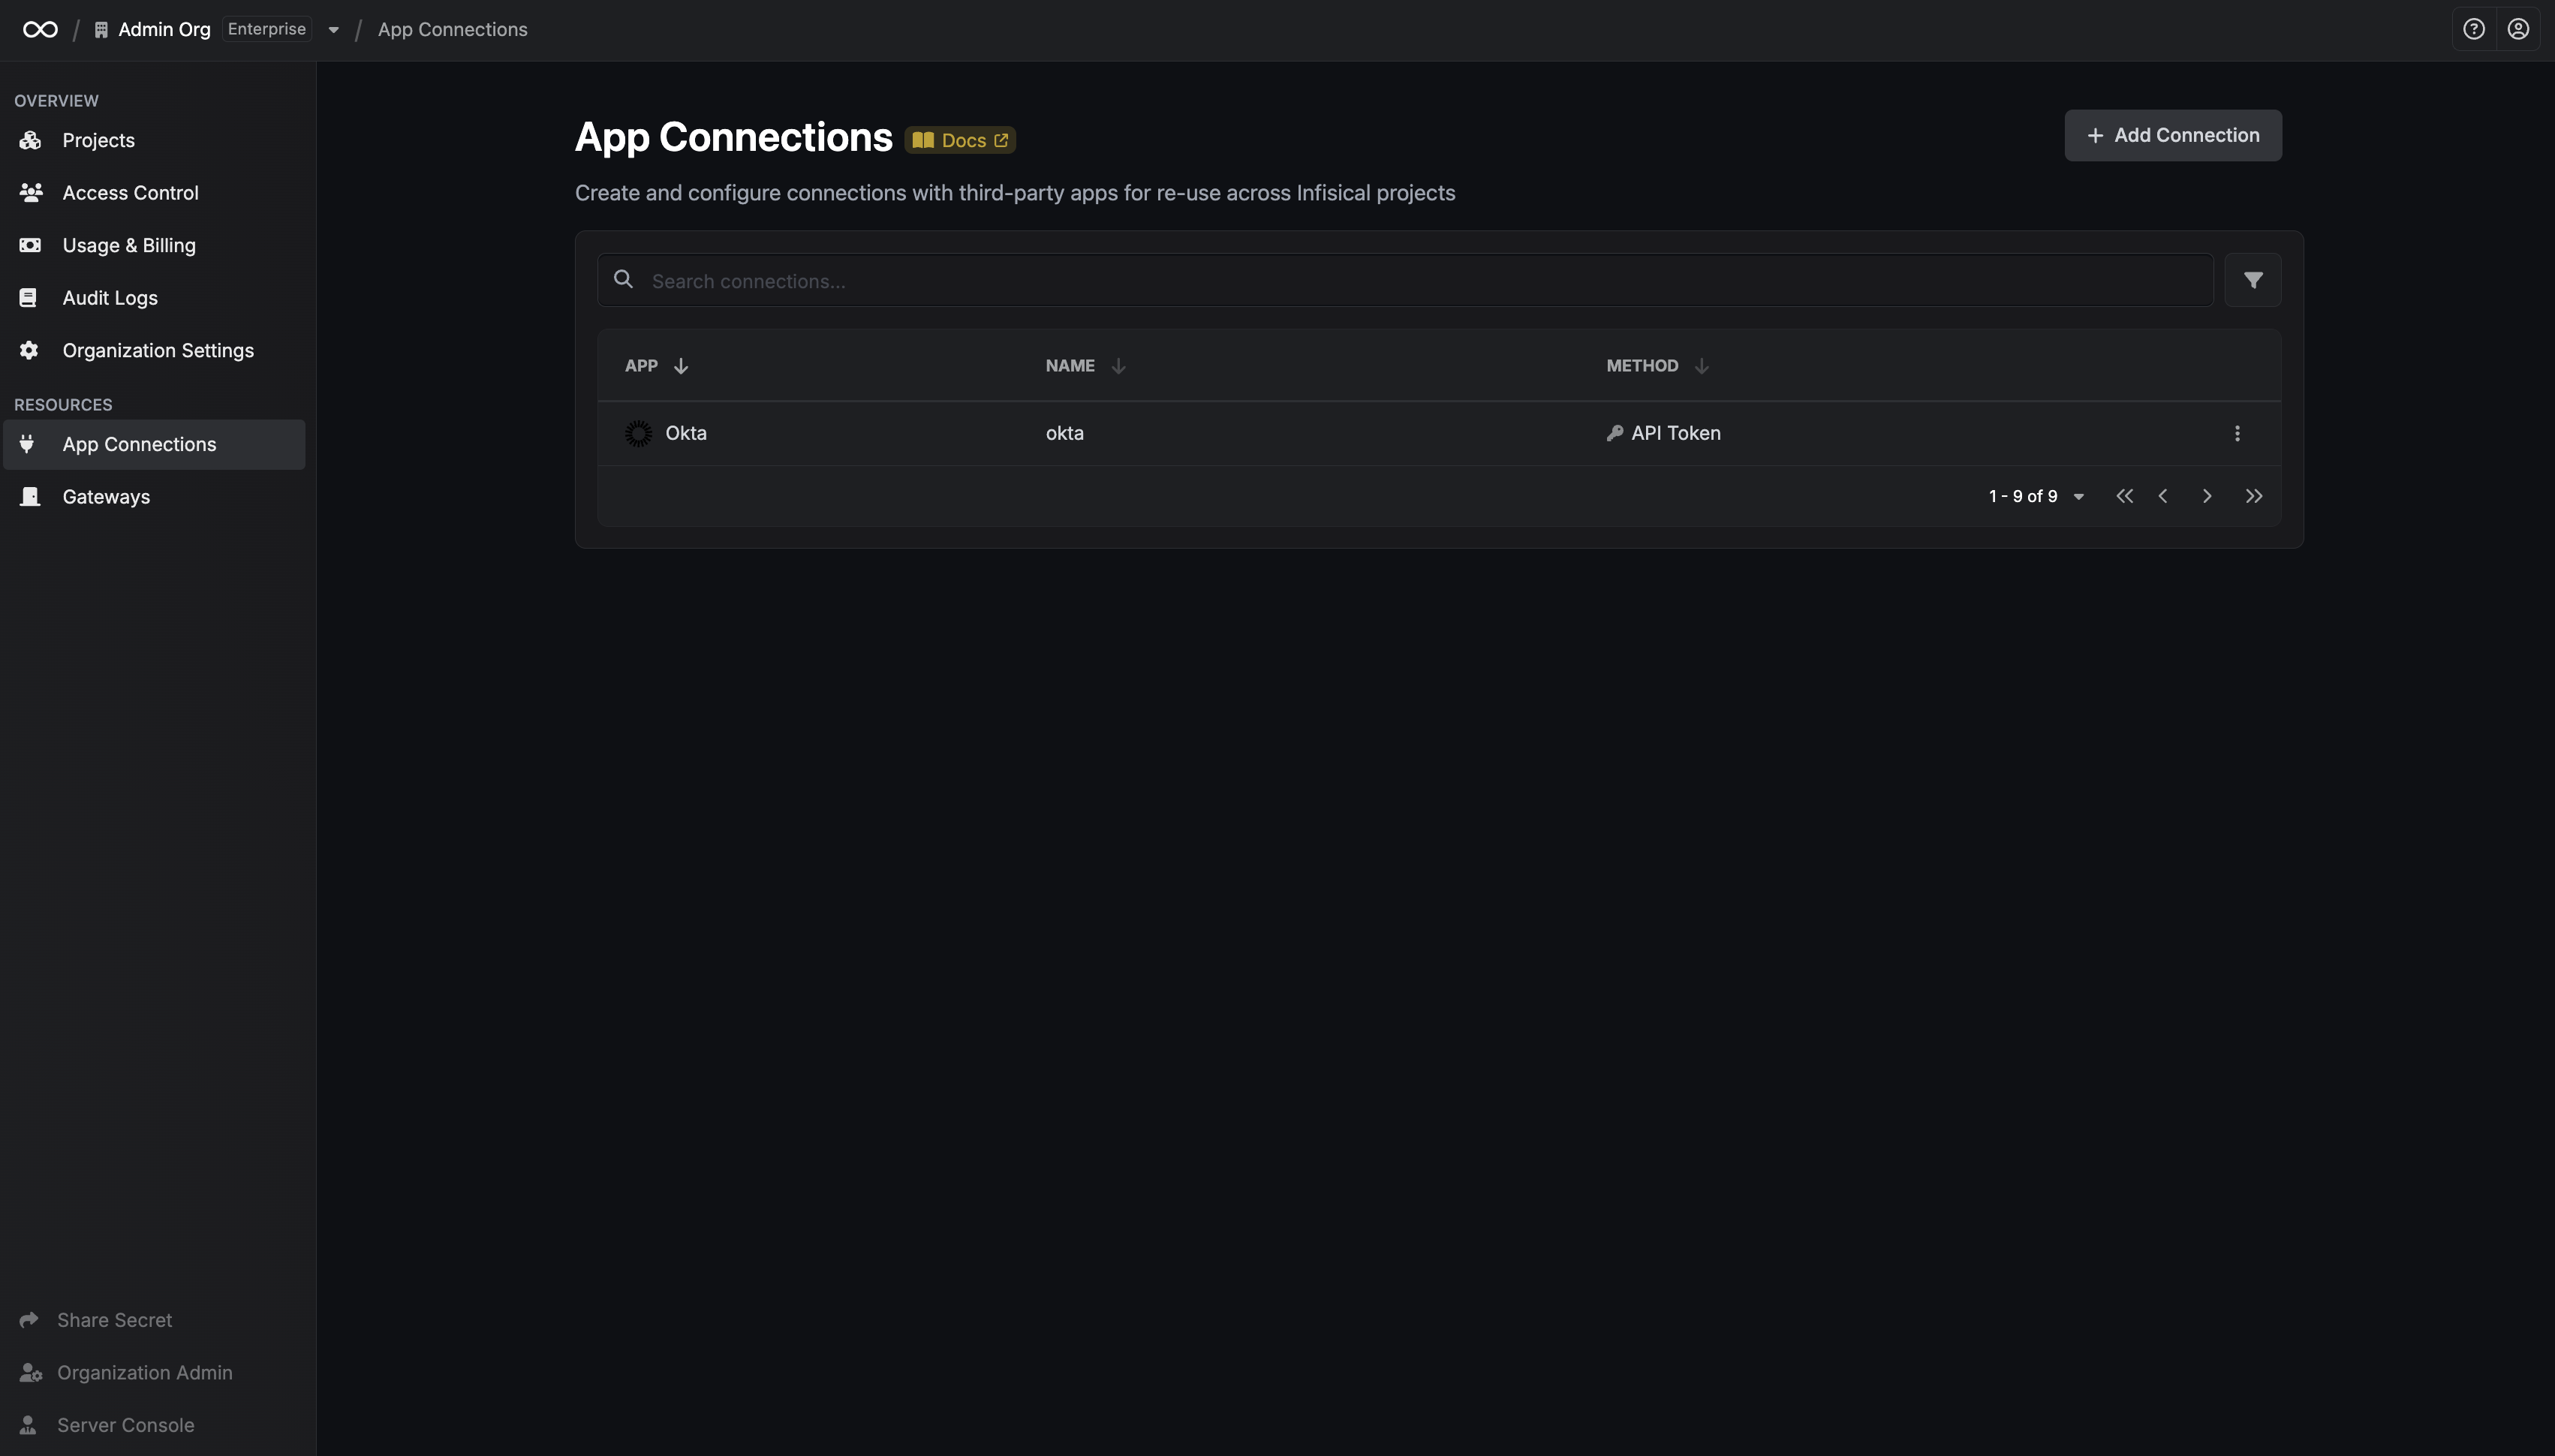 Admin Org Enterprise / App Connections
OVERVIEW
Projects
Access Control
Usage & Billing
Audit Logs
Organization Settings
RESOURCES
App Connections
Gateways
Share Secret
Organization Admin
Server Console
App Connections Docs
Add Connection
Create and configure connections with third-party apps for re-use across Infisical projects
Search connections...
APP NAME METHOD
Okta okta API Token
1 - 9 of 9